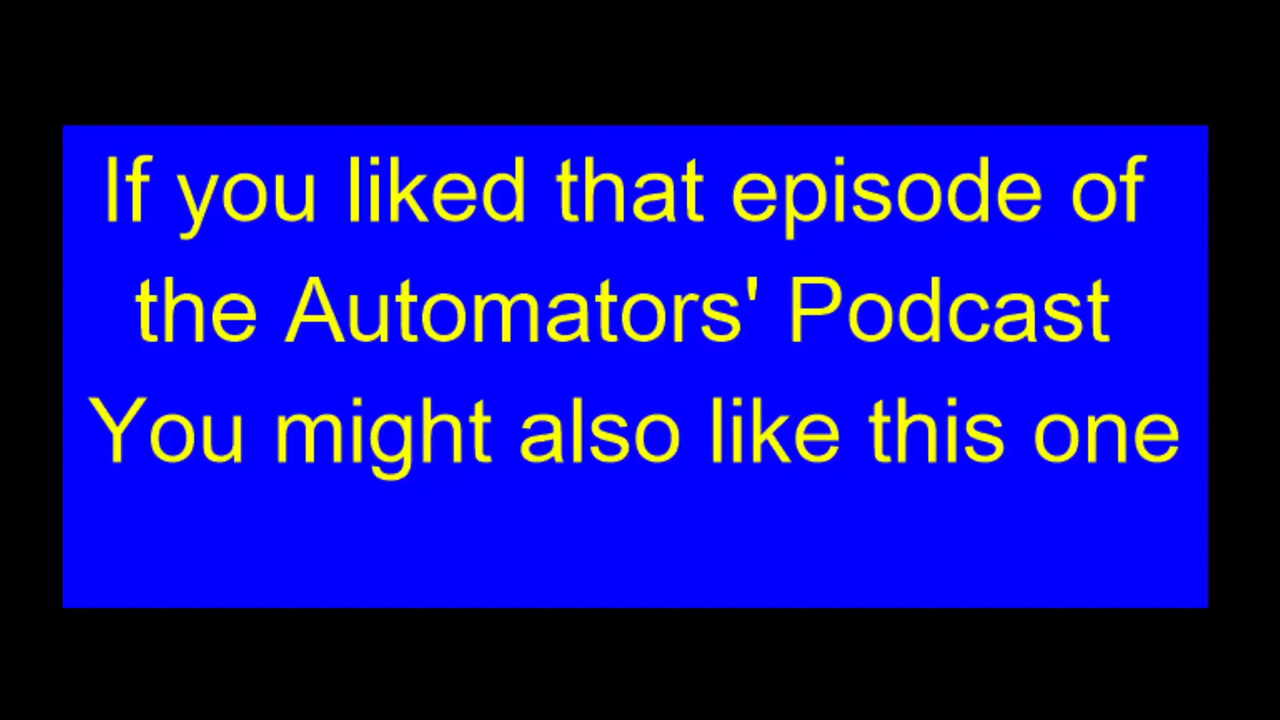 If you liked that episode of
the Automators' Podcast
You might also like this one